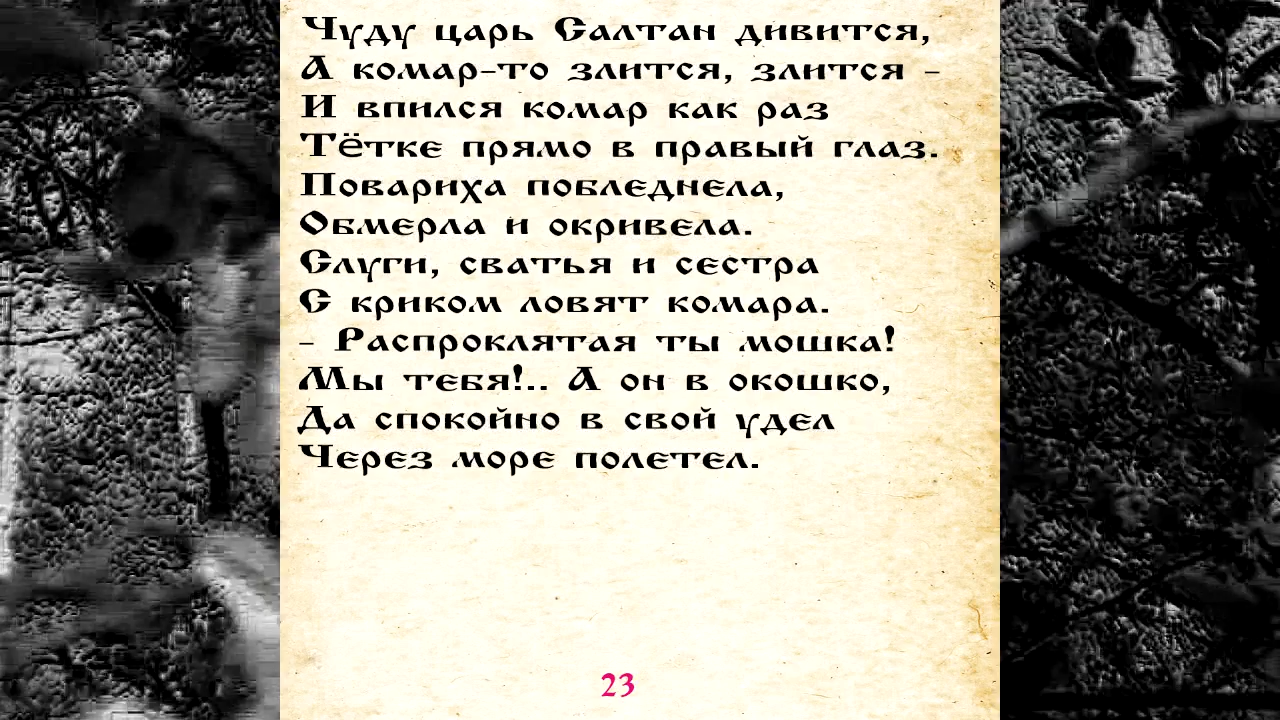 Чуду царь Салтан дивится,
А комар-то злится, злится -
И впился комар как раз
Тётке прямо в правый глаз.
Повариха побледнела,
Обмерла и окривела.
Слуги, сватья и сестра
С криком ловят комара.
- Распроклятая ты мошка!
Мы тебя!.. А он в окошко,
Да спокойно в свой удел
Через море полетел.
23